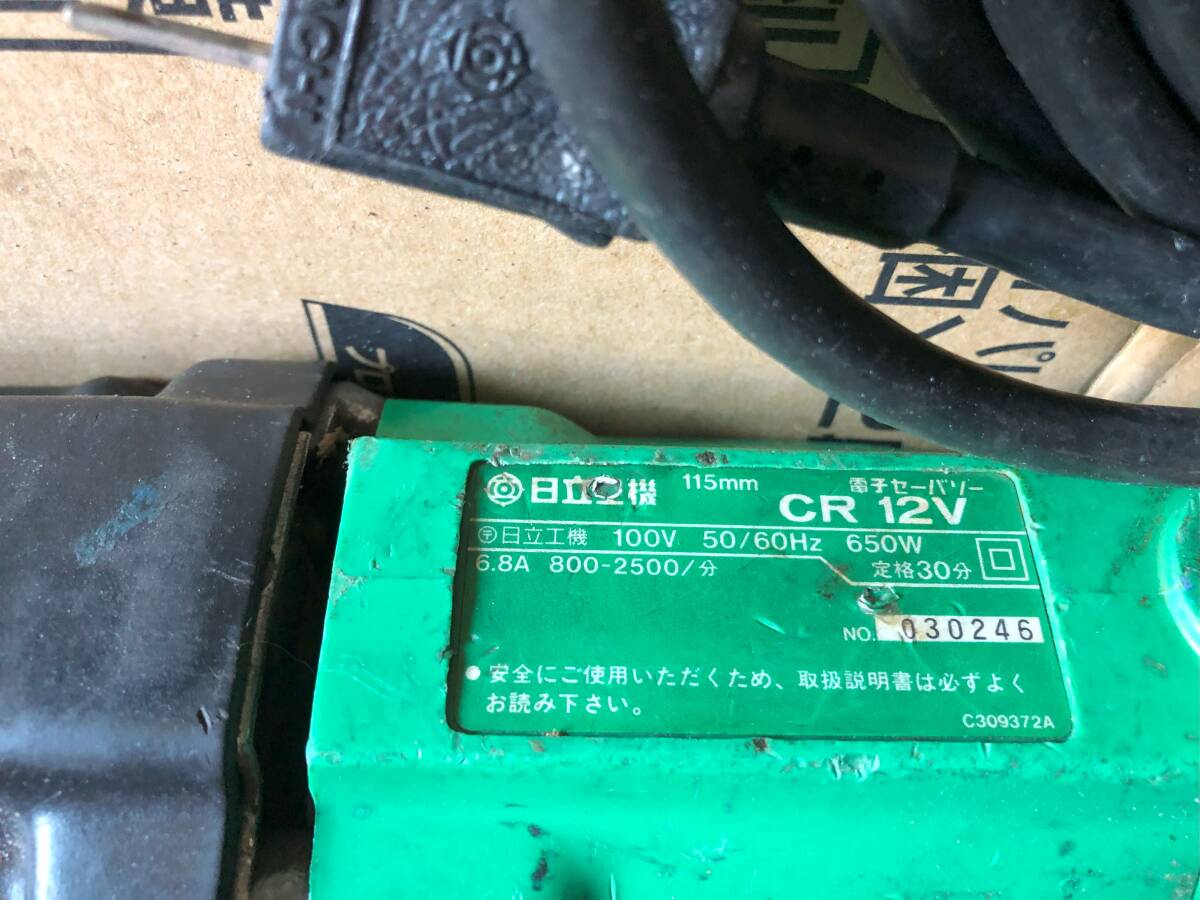 HITACHI
日立工機 115mm 電子セーバソー
CR 12V
〒日立工機 100V 50/60Hz 650W
6.8A 800-2500/分 定格30分
NO. 030246
● 安全にご使用いただくため、取扱説明書は必ずよく
お読み下さい。
C309372A